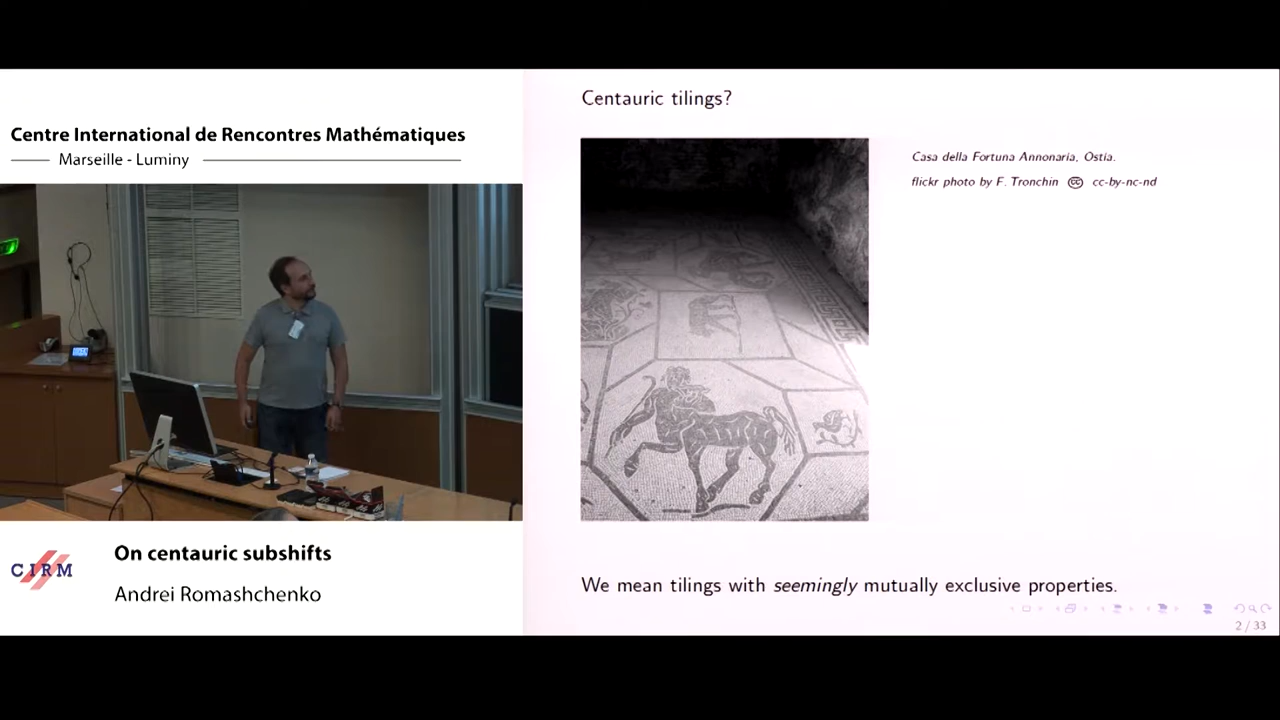 Centre International de Rencontres Mathématiques
Marseille - Luminy
CIRM
On centauric subshifts
Andrei Romashchenko
Centauric tilings?
Casa della Fortuna Annonaria, Ostia.
flickr photo by F. Tronchin cc cc-by-nc-nd
We mean tilings with seemingly mutually exclusive properties.
2 / 33